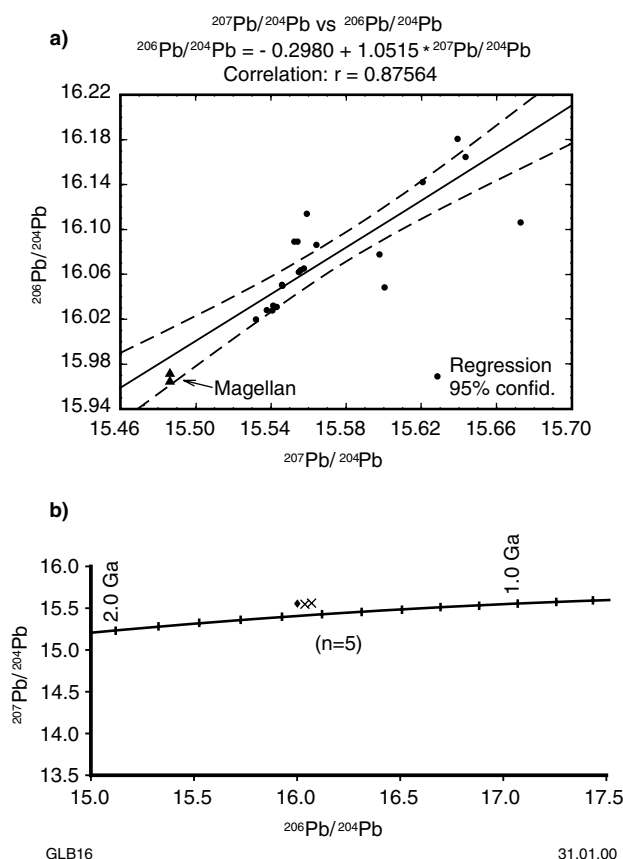 a)
²⁰⁷Pb/²⁰⁴Pb vs ²⁰⁶Pb/²⁰⁴Pb
²⁰⁶Pb/²⁰⁴Pb = - 0.2980 + 1.0515 * ²⁰⁷Pb/²⁰⁴Pb
Correlation: r = 0.87564
16.22
16.18
16.14
16.10
16.06
16.02
15.98
15.94
²⁰⁶Pb/²⁰⁴Pb
Magellan
Regression
95% confid.
15.46 15.50 15.54 15.58 15.62 15.66 15.70
²⁰⁷Pb/²⁰⁴Pb
b)
16.0
15.5
15.0
14.5
14.0
13.5
²⁰⁷Pb/²⁰⁴Pb
2.0 Ga
1.0 Ga
(n=5)
15.0 15.5 16.0 16.5 17.0 17.5
²⁰⁶Pb/²⁰⁴Pb
GLB16 31.01.00